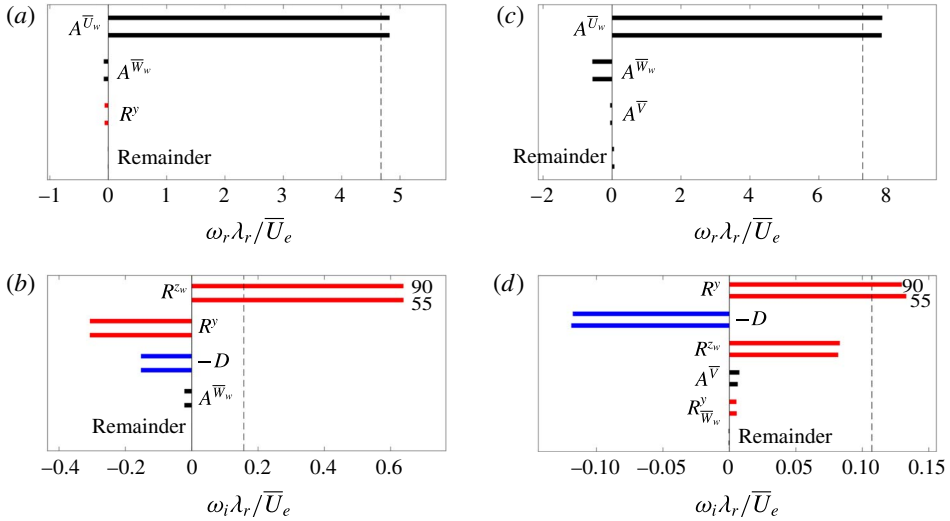 (a)
A^{\overline{U}_w}
A^{\overline{W}_w}
R^y
Remainder
−1 0 1 2 3 4 5
ω_r λ_r/\overline{U}_e
(c)
A^{\overline{U}_w}
A^{\overline{W}_w}
A^{\overline{V}}
Remainder
−2 0 2 4 6 8
ω_r λ_r/\overline{U}_e
(b)
R^{z_w} 90
55
R^y
−D
A^{\overline{W}_w}
Remainder
−0.4 −0.2 0 0.2 0.4 0.6
ω_i λ_r/\overline{U}_e
(d)
R^y 90
55
−D
R^{z_w}
A^{\overline{V}}
R^y_{\overline{W}_w}
Remainder
−0.10 −0.05 0 0.05 0.10 0.15
ω_i λ_r/\overline{U}_e